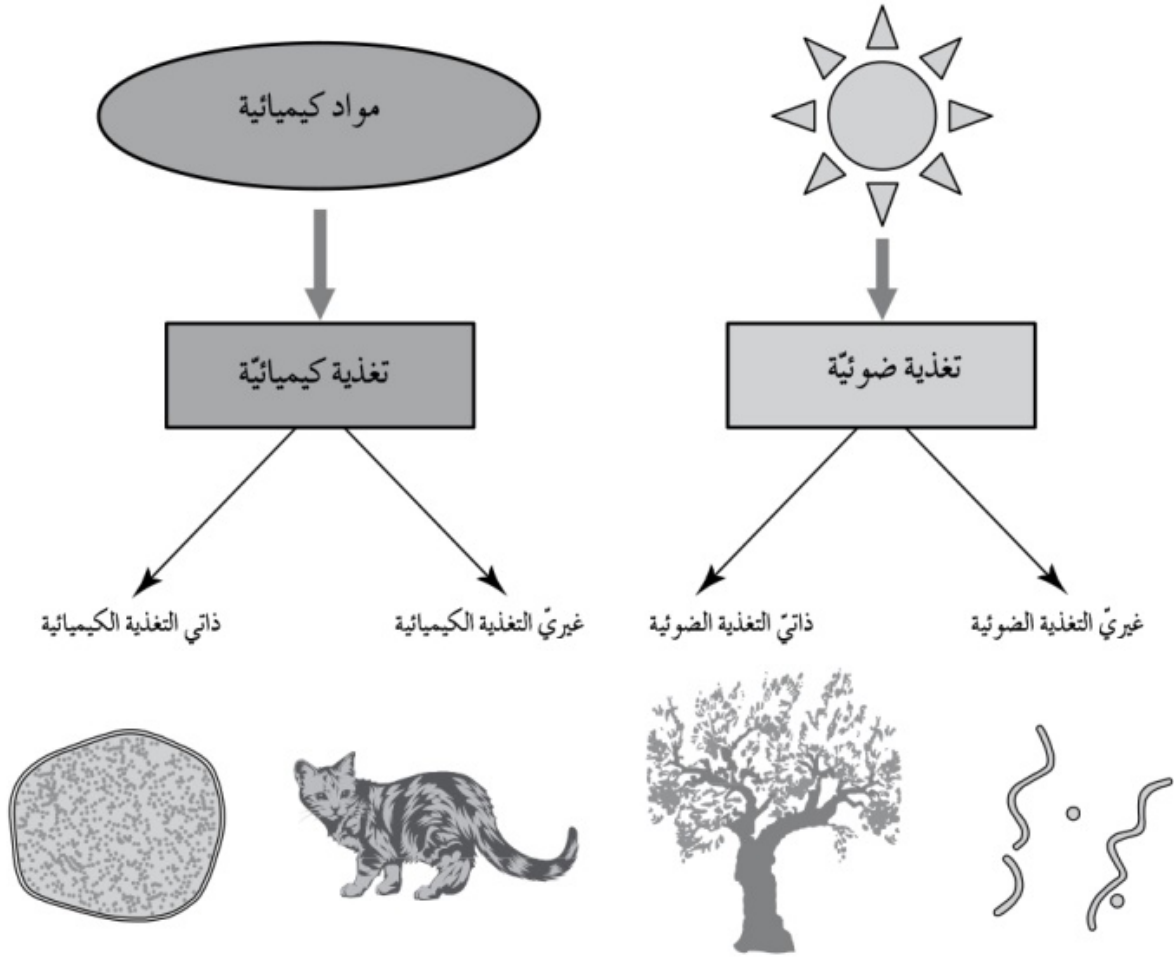 مواد كيميائية
تغذية ضوئيّة
تغذية كيميائيّة
غيريّ التغذية الضوئية
ذاتيّ التغذية الضوئية
غيريّ التغذية الكيميائية
ذاتي التغذية الكيميائية